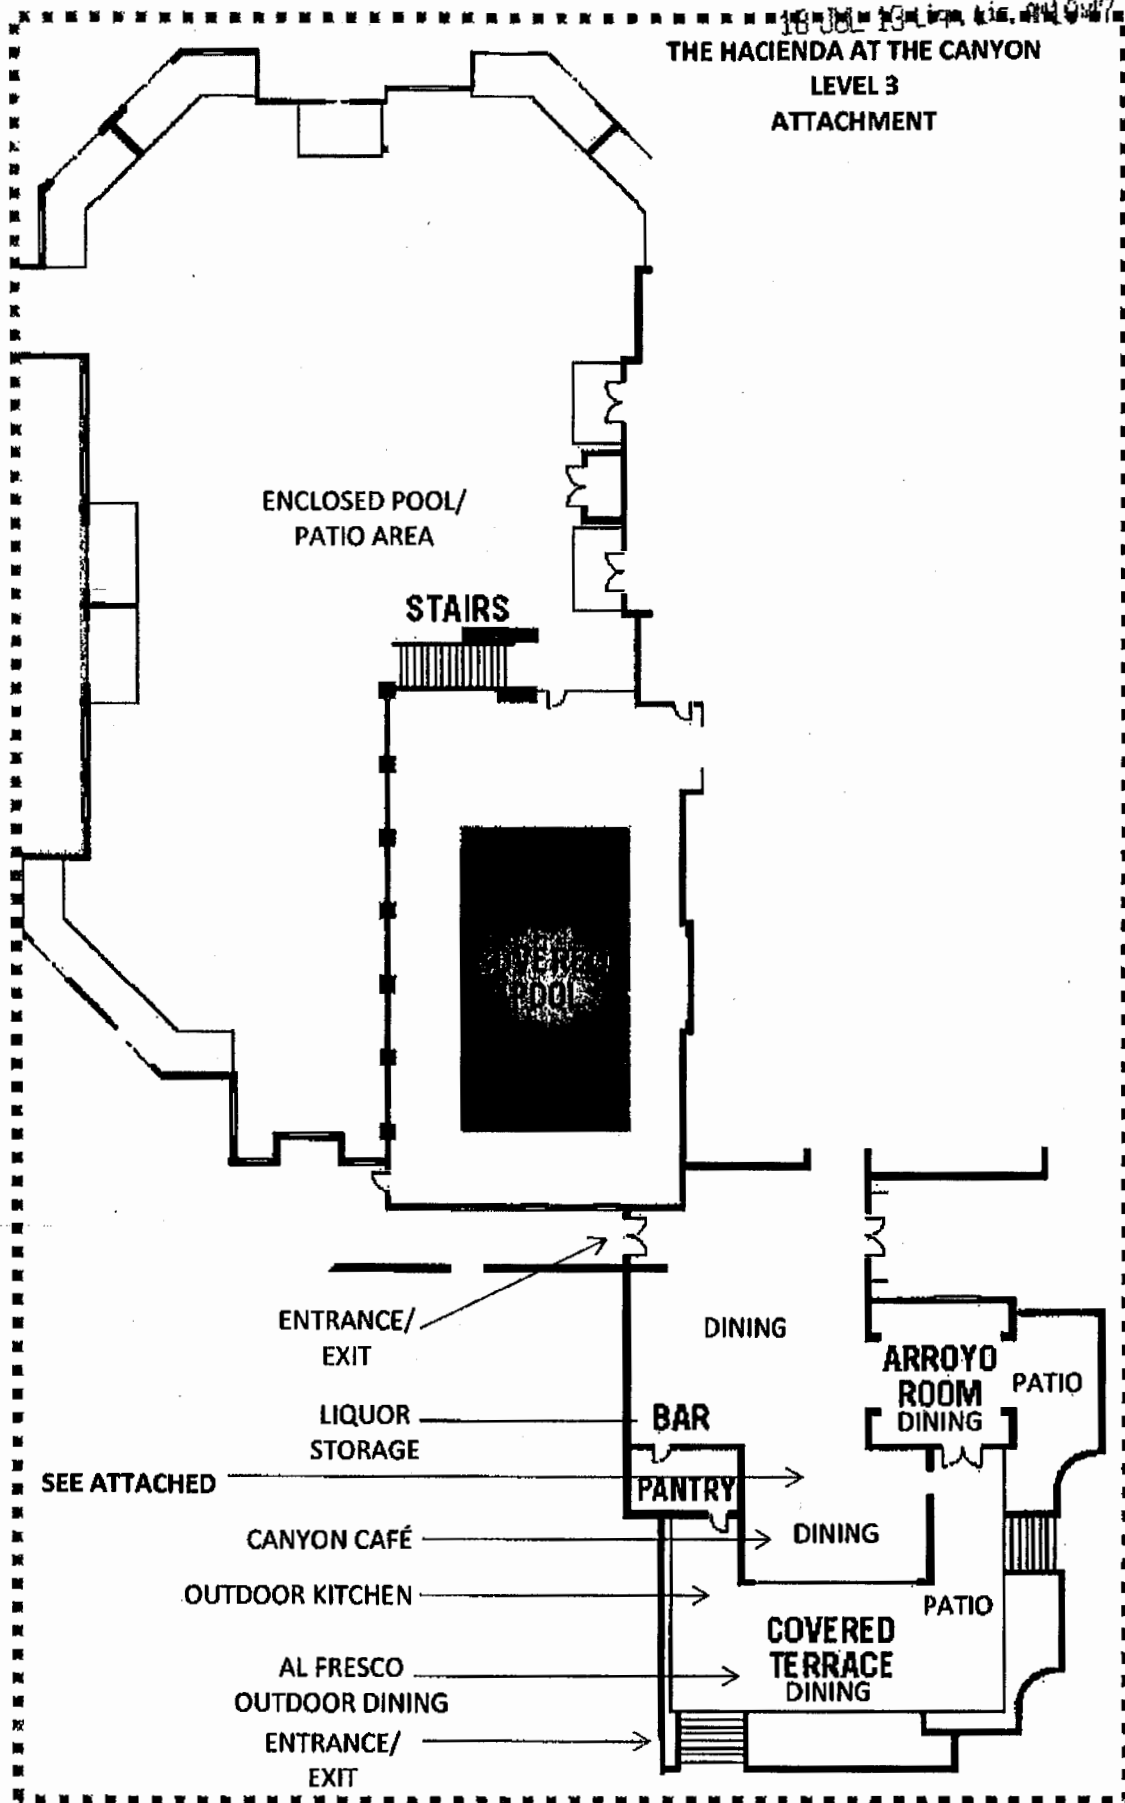 THE HACIENDA AT THE CANYON
LEVEL 3
ATTACHMENT
ENCLOSED POOL/
PATIO AREA
STAIRS
POOL
ENTRANCE/
EXIT
DINING
ARROYO
ROOM
DINING
PATIO
LIQUOR
STORAGE
BAR
SEE ATTACHED
PANTRY
CANYON CAFÉ
DINING
OUTDOOR KITCHEN
PATIO
COVERED
TERRACE
DINING
AL FRESCO
OUTDOOR DINING
ENTRANCE/
EXIT